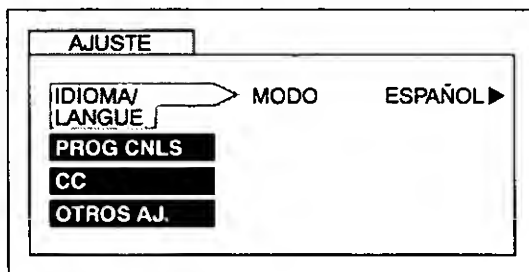 AJUSTE
IDIOMA/ MODO ESPAÑOL
LANGUE
PROG CNLS
CC
OTROS AJ.